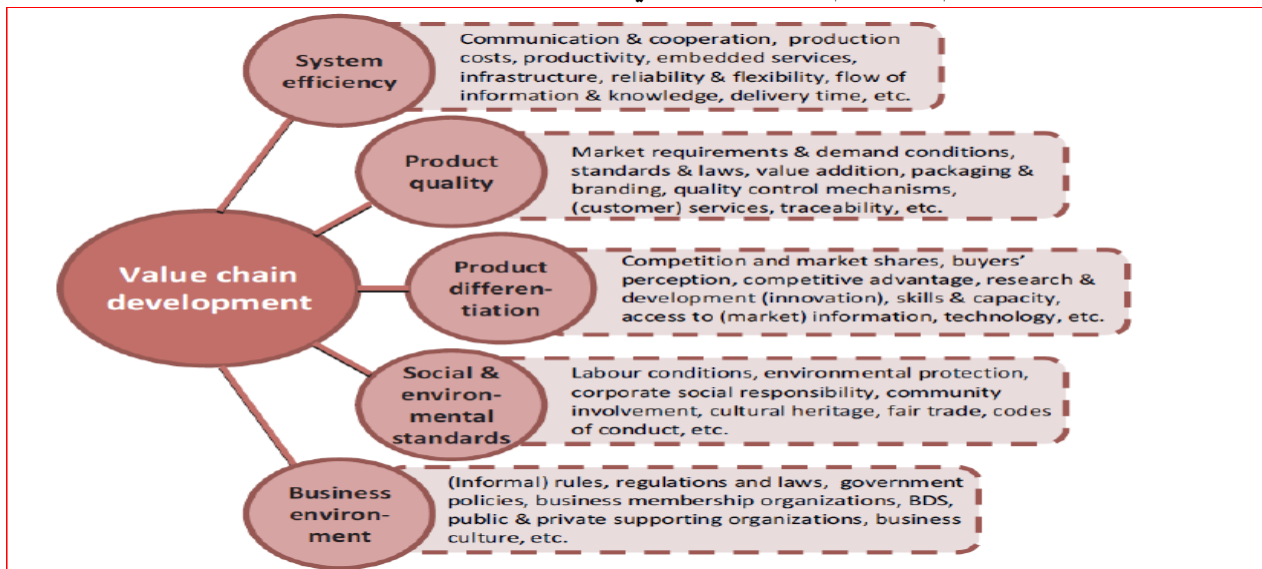 System
efficiency
Communication & cooperation, production
costs, productivity, embedded services,
infrastructure, reliability & flexibility, flow of
information & knowledge, delivery time, etc.
Product
quality
Market requirements & demand conditions,
standards & laws, value addition, packaging &
branding, quality control mechanisms,
(customer) services, traceability, etc.
Value chain
development
Product
differen-
tiation
Competition and market shares, buyers’
perception, competitive advantage, research &
development (innovation), skills & capacity,
access to (market) information, technology, etc.
Social &
environ-
mental
standards
Labour conditions, environmental protection,
corporate social responsibility, community
involvement, cultural heritage, fair trade, codes
of conduct, etc.
Business
environ-
ment
(Informal) rules, regulations and laws, government
policies, business membership organizations, BDS,
public & private supporting organizations, business
culture, etc.